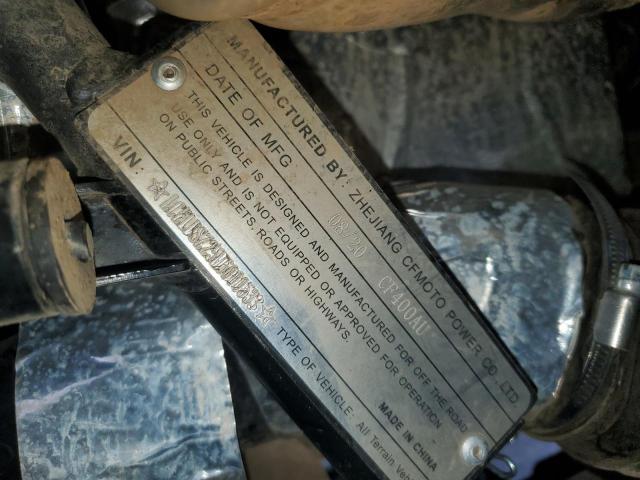 MANUFACTURED BY: ZHEJIANG CFMOTO POWER CO., LTD.
DATE OF MFG 08/20 CF400AU
THIS VEHICLE IS DESIGNED AND MANUFACTURED FOR OFF THE ROAD
USE ONLY AND IS NOT EQUIPPED OR APPROVED FOR OPERATION
ON PUBLIC STREETS, ROADS OR HIGHWAYS.
MADE IN CHINA
VIN:
TYPE OF VEHICLE: All Terrain